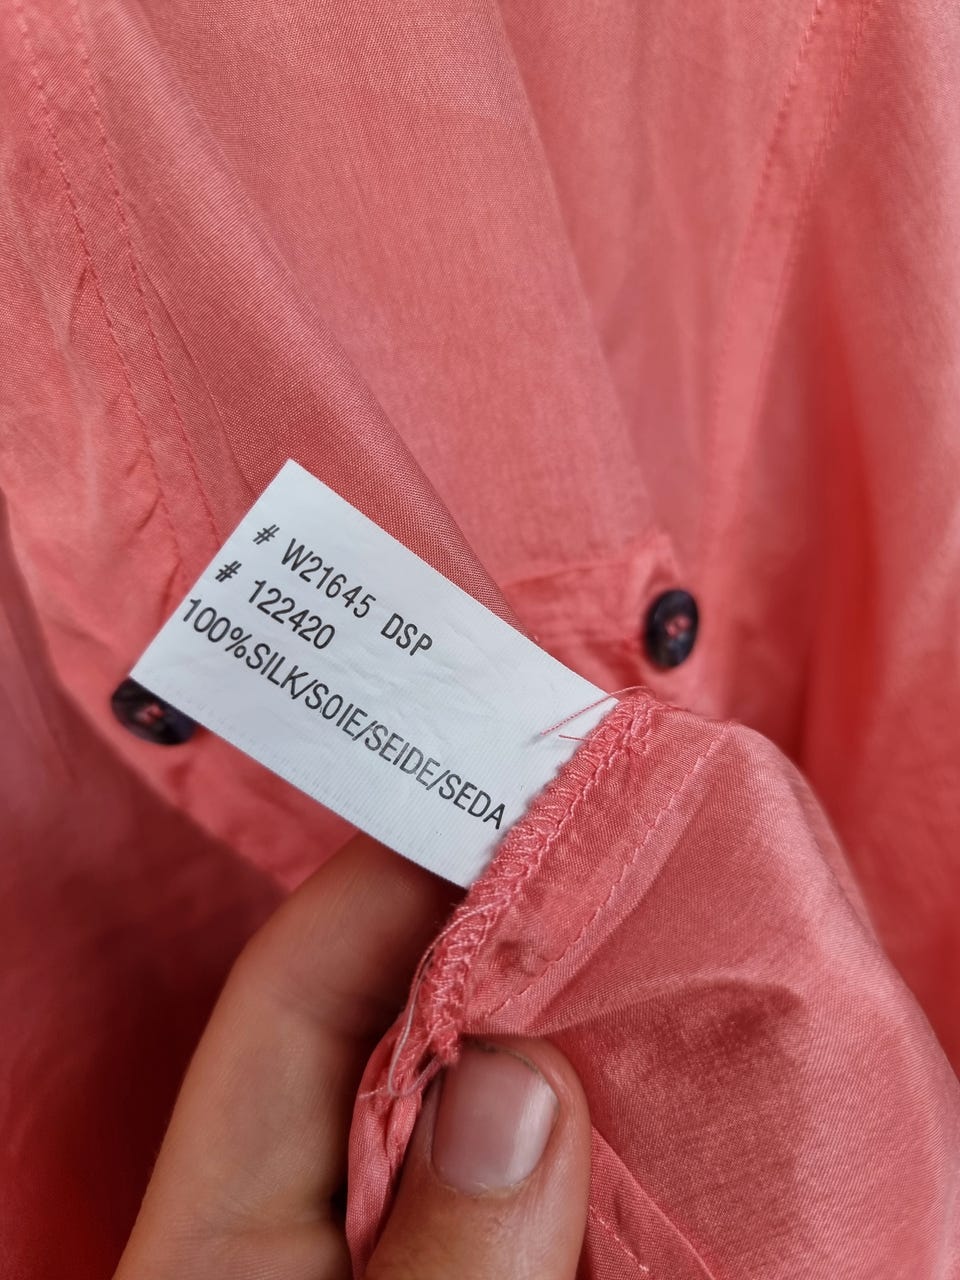 # W21645 DSP
# 122420
100%SILK/SOIE/SEIDE/SEDA